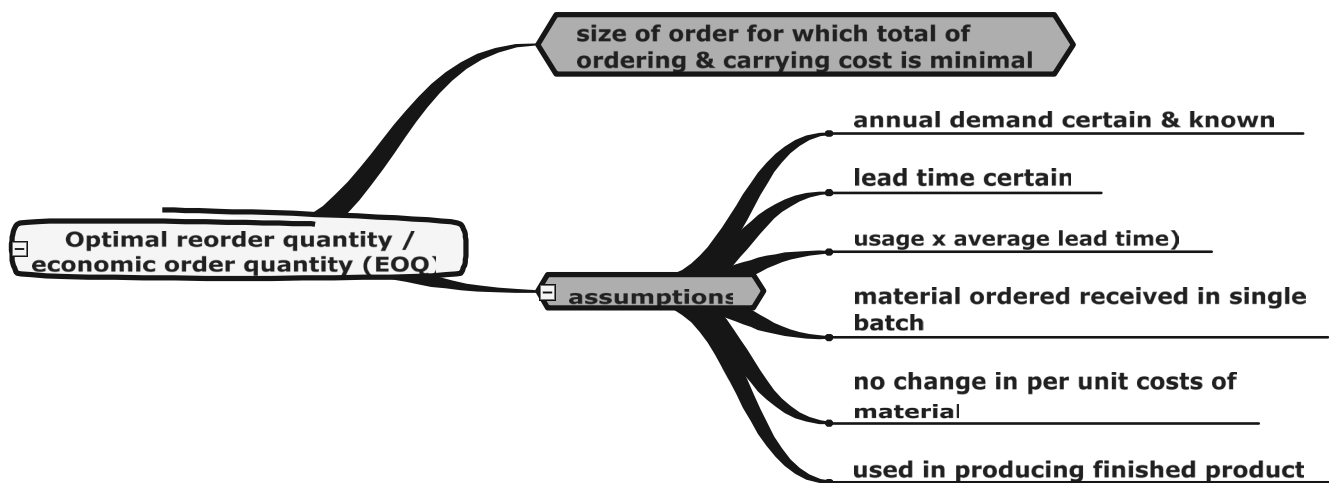 size of order for which total of
ordering & carrying cost is minimal
annual demand certain & known
lead time certain
Optimal reorder quantity /
economic order quantity (EOQ)
usage x average lead time)
assumptions
material ordered received in single
batch
no change in per unit costs of
material
used in producing finished product